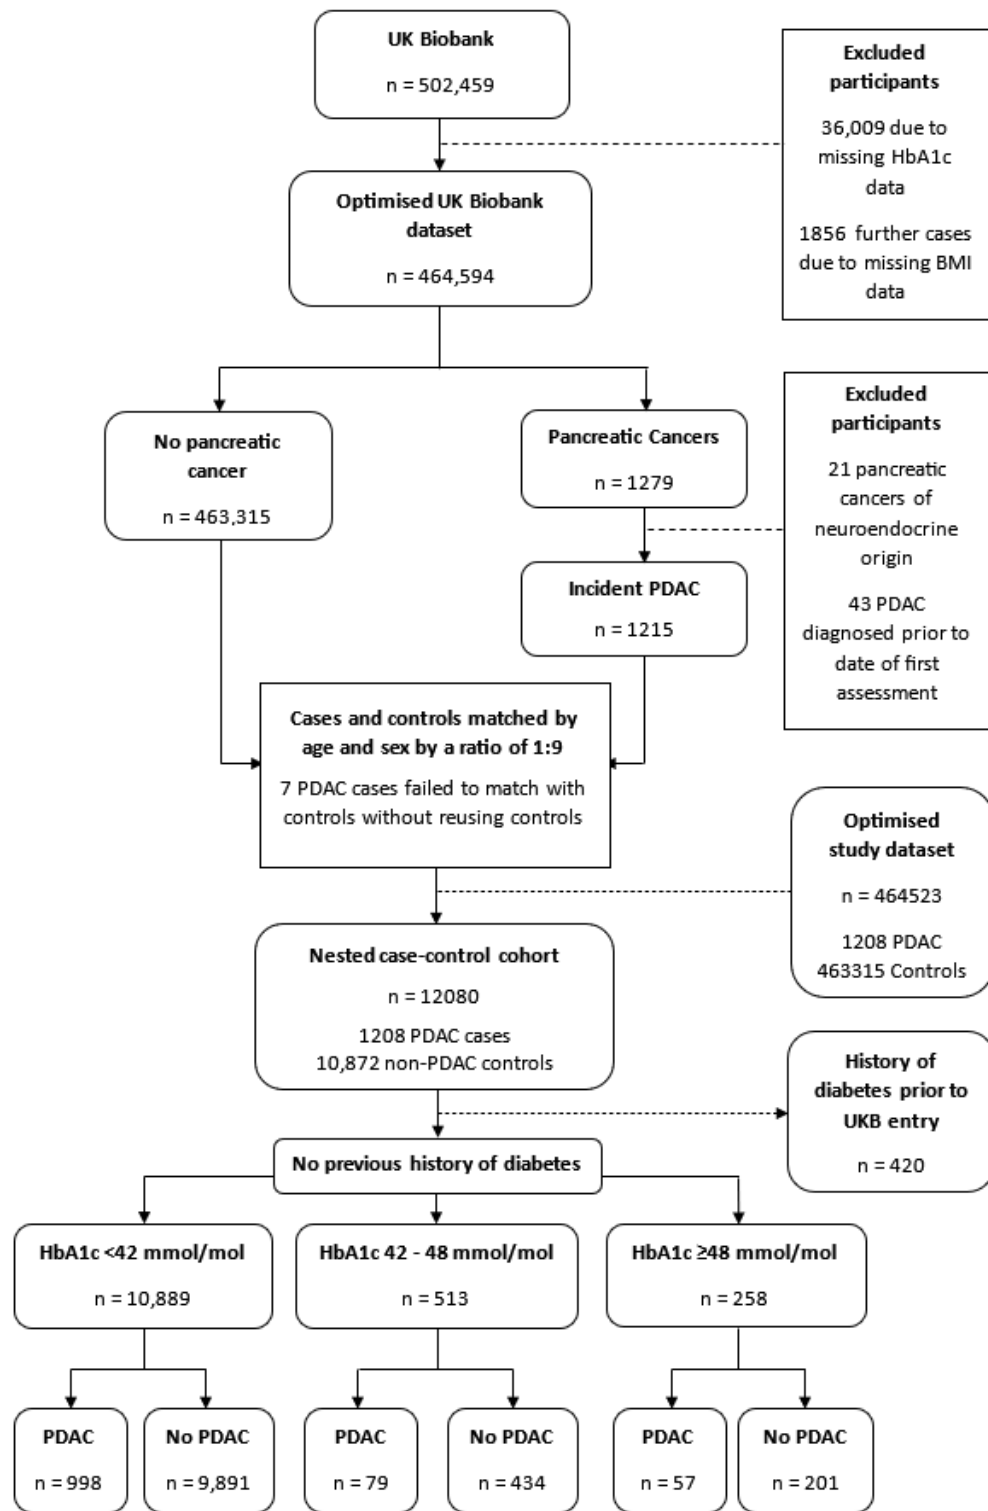 UK Biobank
n = 502,459
Excluded
participants
36,009 due to
missing HbA1c
data
1856 further cases
due to missing BMI
data
Optimised UK Biobank
dataset
n = 464,594
No pancreatic
cancer
n = 463,315
Pancreatic Cancers
n = 1279
Excluded
participants
21 pancreatic
cancers of
neuroendocrine
origin
43 PDAC
diagnosed prior to
date of first
assessment
Incident PDAC
n = 1215
Cases and controls matched by
age and sex by a ratio of 1:9
7 PDAC cases failed to match with
controls without reusing controls
Optimised
study dataset
n = 464523
1208 PDAC
463315 Controls
Nested case-control cohort
n = 12080
1208 PDAC cases
10,872 non-PDAC controls
History of
diabetes prior to
UKB entry
n = 420
No previous history of diabetes
HbA1c <42 mmol/mol
n = 10,889
HbA1c 42 - 48 mmol/mol
n = 513
HbA1c ≥48 mmol/mol
n = 258
PDAC
n = 998
No PDAC
n = 9,891
PDAC
n = 79
No PDAC
n = 434
PDAC
n = 57
No PDAC
n = 201